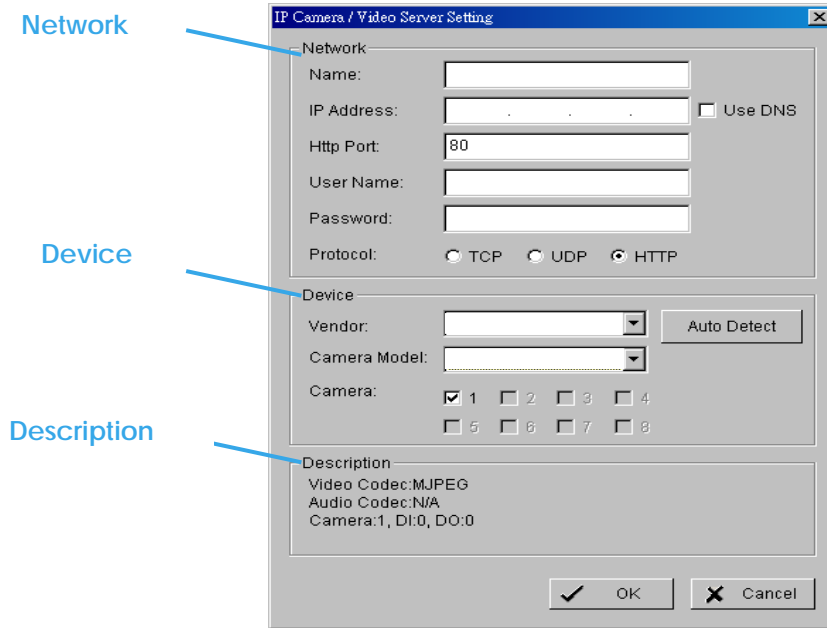 Network
Device
Description
IP Camera / Video Server Setting
Network
Name:
IP Address: . . . Use DNS
Http Port: 80
User Name:
Password:
Protocol: TCP UDP HTTP
Device
Vendor: Auto Detect
Camera Model:
Camera: 1 2 3 4
5 6 7 8
Description
Video Codec:MJPEG
Audio Codec:N/A
Camera:1, DI:0, DO:0
OK Cancel